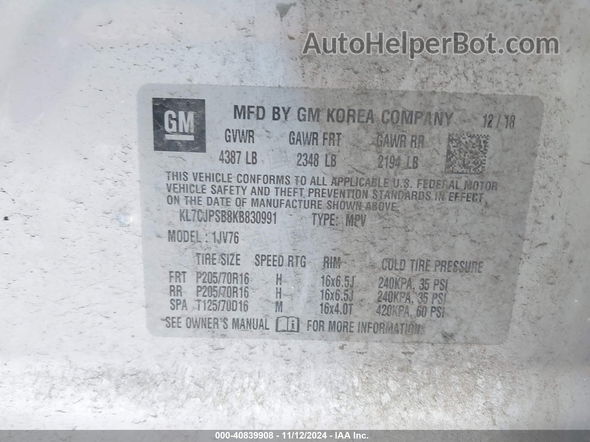 AutoHelperBot.com
GM
MFD BY GM KOREA COMPANY 12/18
GVWR GAWR FRT GAWR RR
4387 LB 2348 LB 2194 LB
THIS VEHICLE CONFORMS TO ALL APPLICABLE U.S. FEDERAL MOTOR
VEHICLE SAFETY AND THEFT PREVENTION STANDARDS IN EFFECT
ON THE DATE OF MANUFACTURE SHOWN ABOVE.
KL7CJPSB8KB830991 TYPE: MPV
MODEL: 1JV76
TIRE SIZE SPEED RTG RIM COLD TIRE PRESSURE
FRT P205/70R16 H 16x6.5J 240KPA, 35 PSI
RR P205/70R16 H 16x6.5J 240KPA, 35 PSI
SPA T125/70D16 M 16x4.0T 420KPA, 60 PSI
SEE OWNER'S MANUAL i FOR MORE INFORMATION
000-40839908 - 11/12/2024 - IAA Inc.